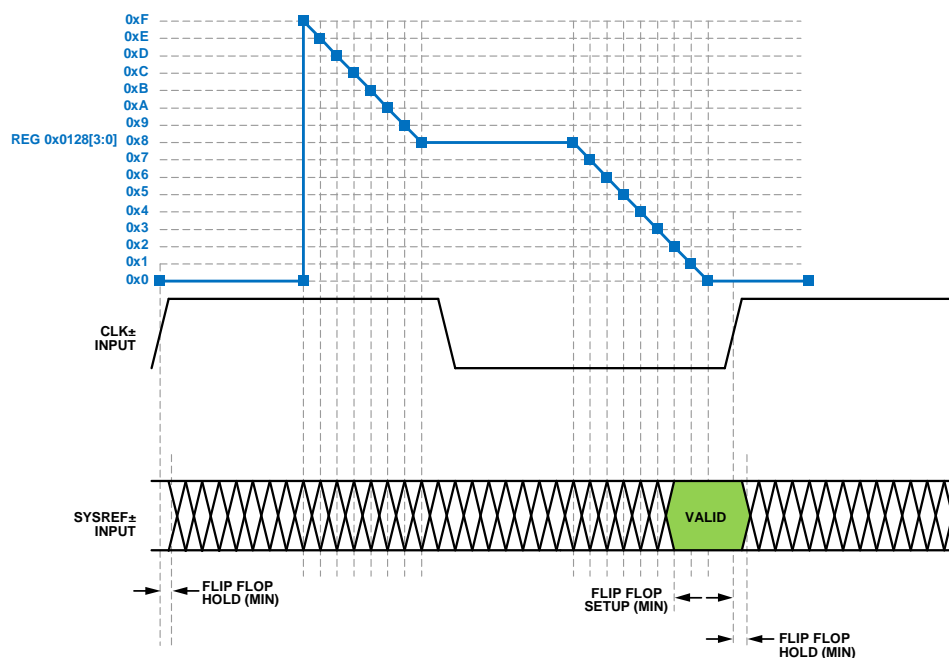 0xF
0xE
0xD
0xC
0xB
0xA
0x9
REG 0x0128[3:0] 0x8
0x7
0x6
0x5
0x4
0x3
0x2
0x1
0x0
CLK±
INPUT
SYSREF±
INPUT
VALID
FLIP FLOP
HOLD (MIN)
FLIP FLOP
SETUP (MIN)
FLIP FLOP
HOLD (MIN)